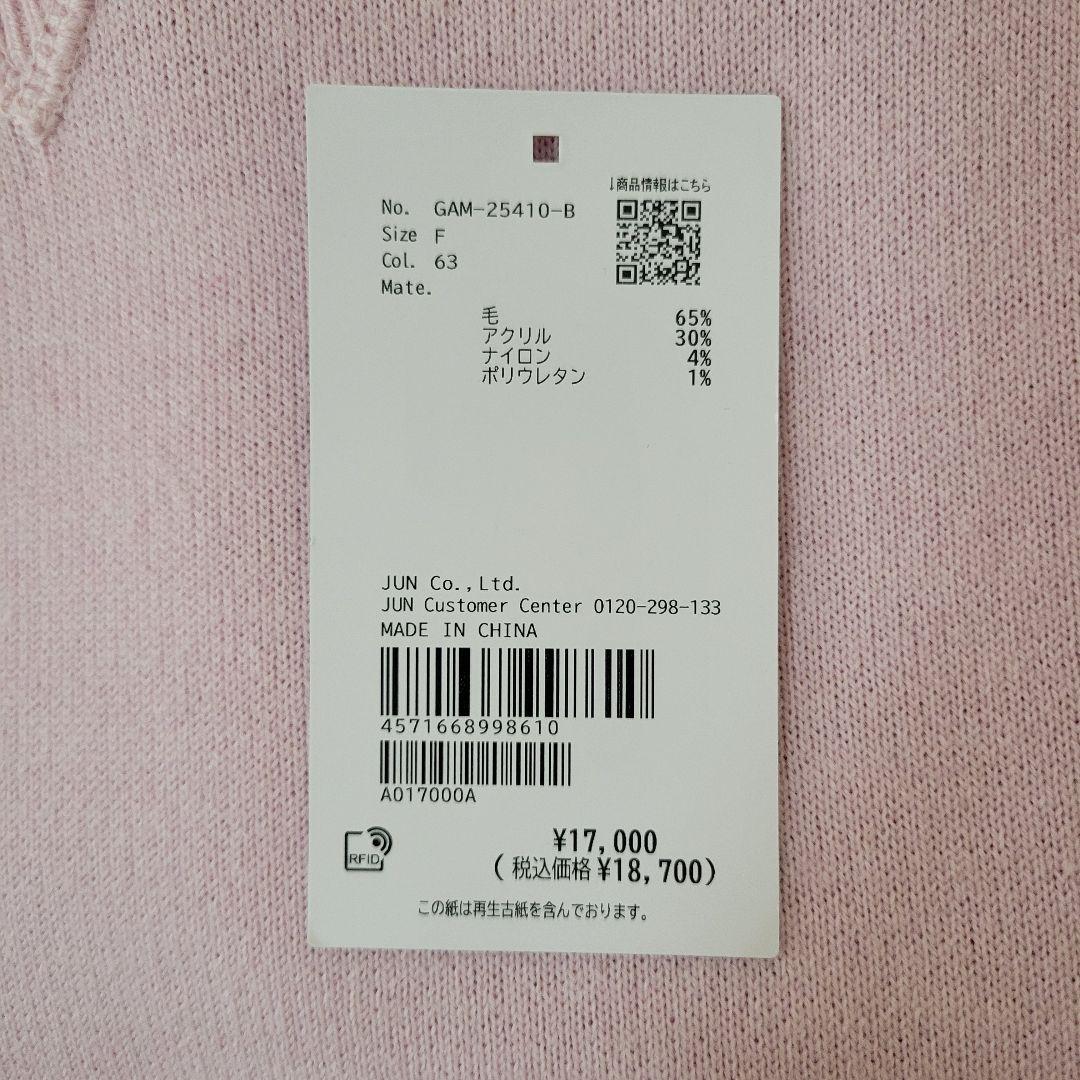 ↓商品情報はこちら
No. GAM-25410-B
Size F
Col. 63
Mate.
毛 65%
アクリル 30%
ナイロン 4%
ポリウレタン 1%
JUN Co.,Ltd.
JUN Customer Center 0120-298-133
MADE IN CHINA
4571668998610
A017000A
RFID
¥17,000
(税込価格 ¥18,700)
この紙は再生古紙を含んでおります。